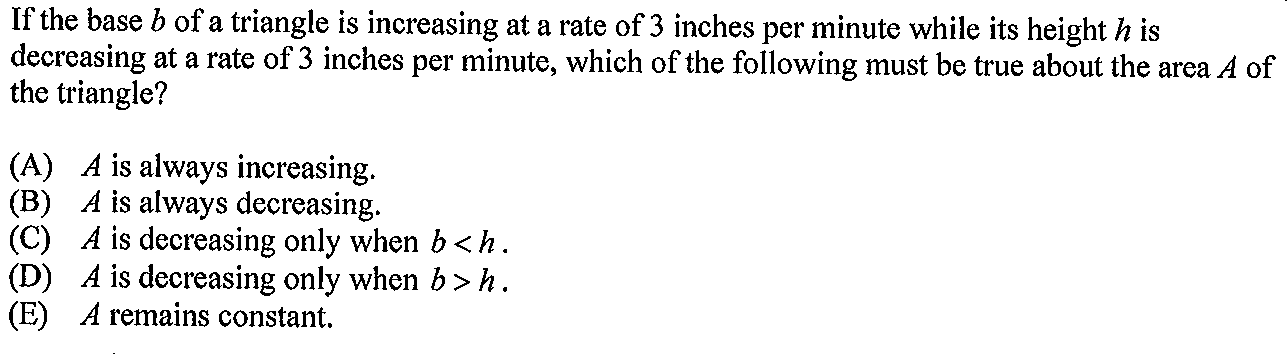 If the base b of a triangle is increasing at a rate of 3 inches per minute while its height h is
decreasing at a rate of 3 inches per minute, which of the following must be true about the area A of
the triangle?
(A) A is always increasing.
(B) A is always decreasing.
(C) A is decreasing only when b < h.
(D) A is decreasing only when b > h.
(E) A remains constant.